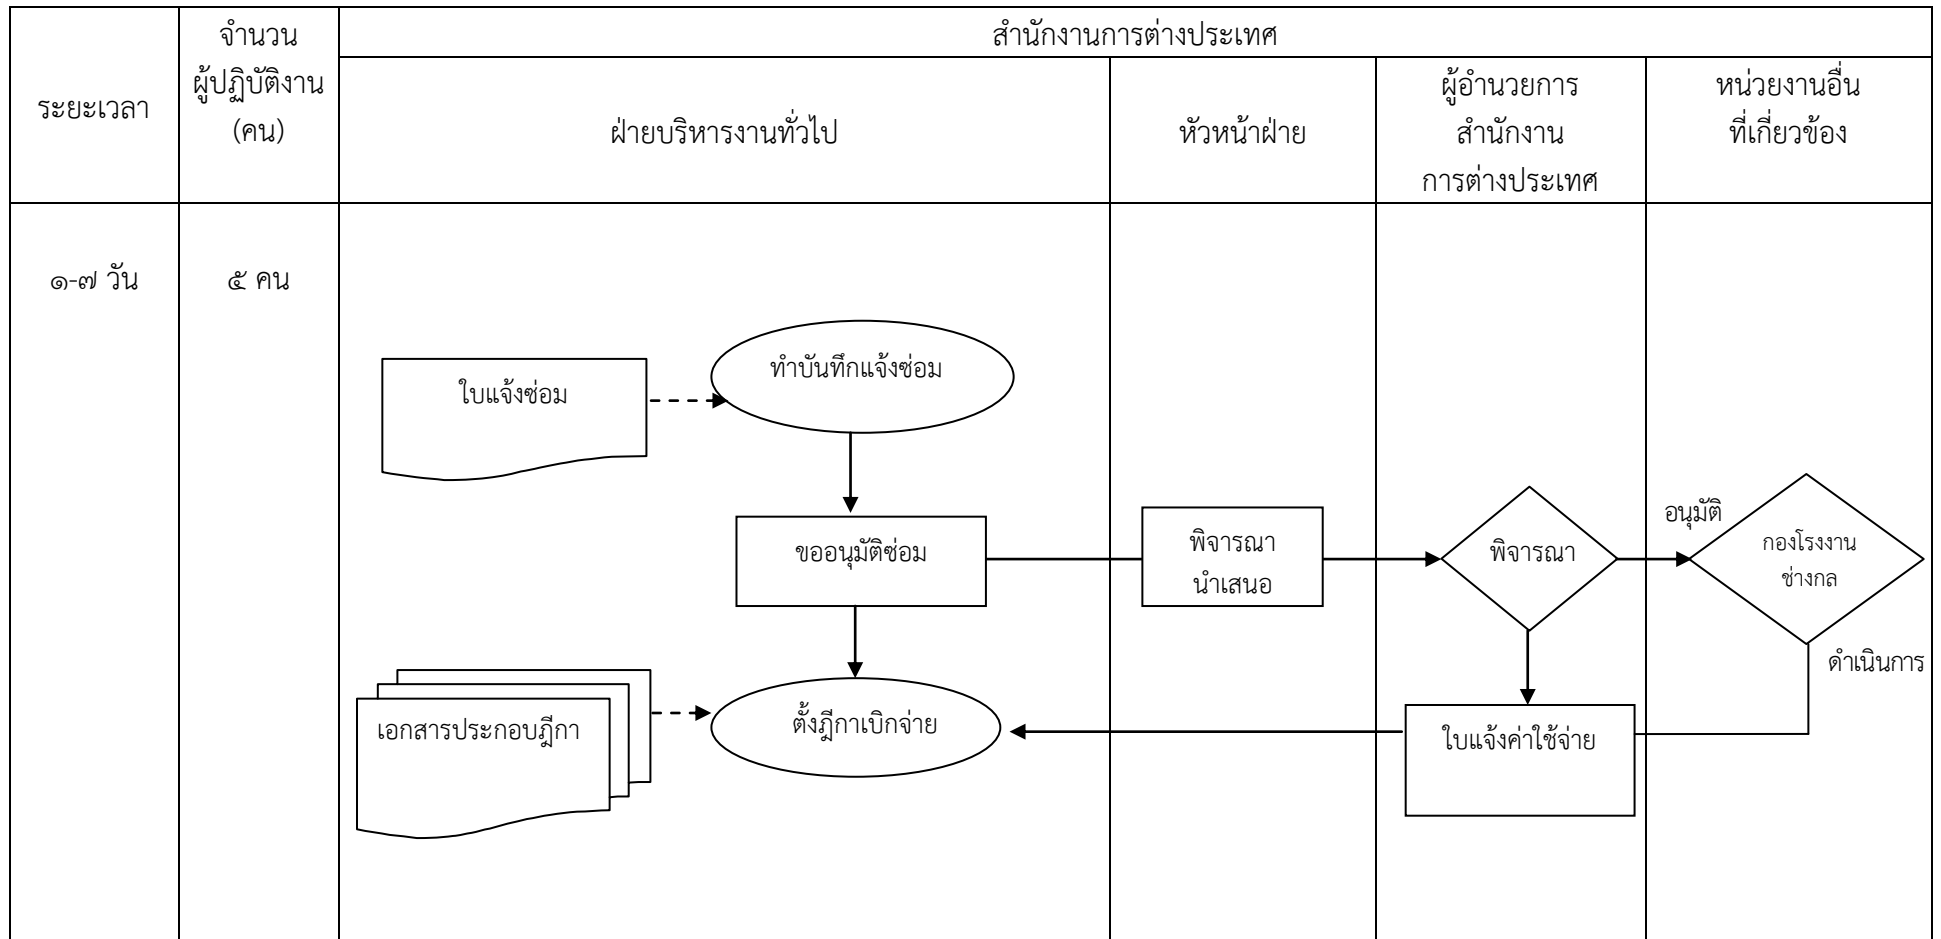 ระยะเวลา
จำนวน
ผู้ปฏิบัติงาน
(คน)
สำนักงานการต่างประเทศ
ฝ่ายบริหารงานทั่วไป
หัวหน้าฝ่าย
ผู้อำนวยการ
สำนักงาน
การต่างประเทศ
หน่วยงานอื่น
ที่เกี่ยวข้อง
๑-๗ วัน
๕ คน
ทำบันทึกแจ้งซ่อม
ใบแจ้งซ่อม
ขออนุมัติซ่อม
พิจารณา
นำเสนอ
พิจารณา
อนุมัติ
กองโรงงาน
ช่างกล
ดำเนินการ
เอกสารประกอบฎีกา
ตั้งฎีกาเบิกจ่าย
ใบแจ้งค่าใช้จ่าย